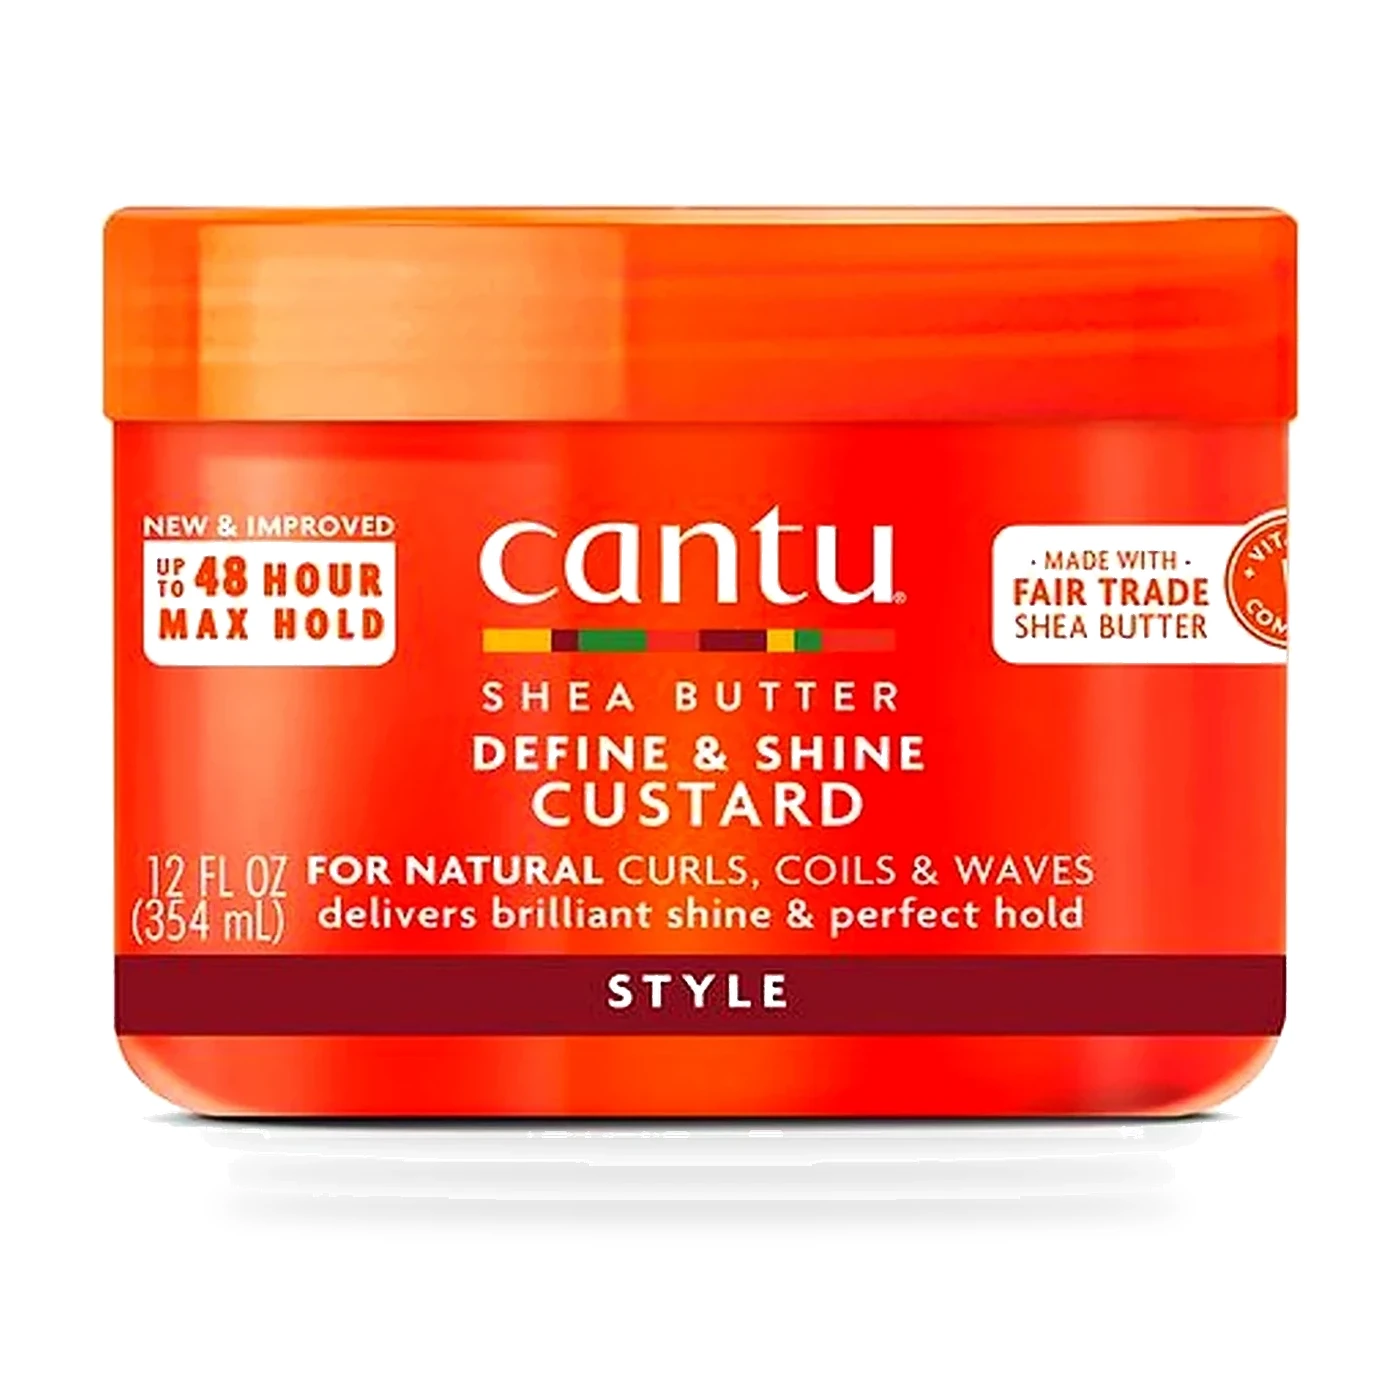 NEW & IMPROVED
UP TO 48 HOUR
MAX HOLD
cantu®
· MADE WITH ·
FAIR TRADE
SHEA BUTTER
SHEA BUTTER
DEFINE & SHINE
CUSTARD
12 FL OZ
(354 mL)
FOR NATURAL CURLS, COILS & WAVES
delivers brilliant shine & perfect hold
STYLE